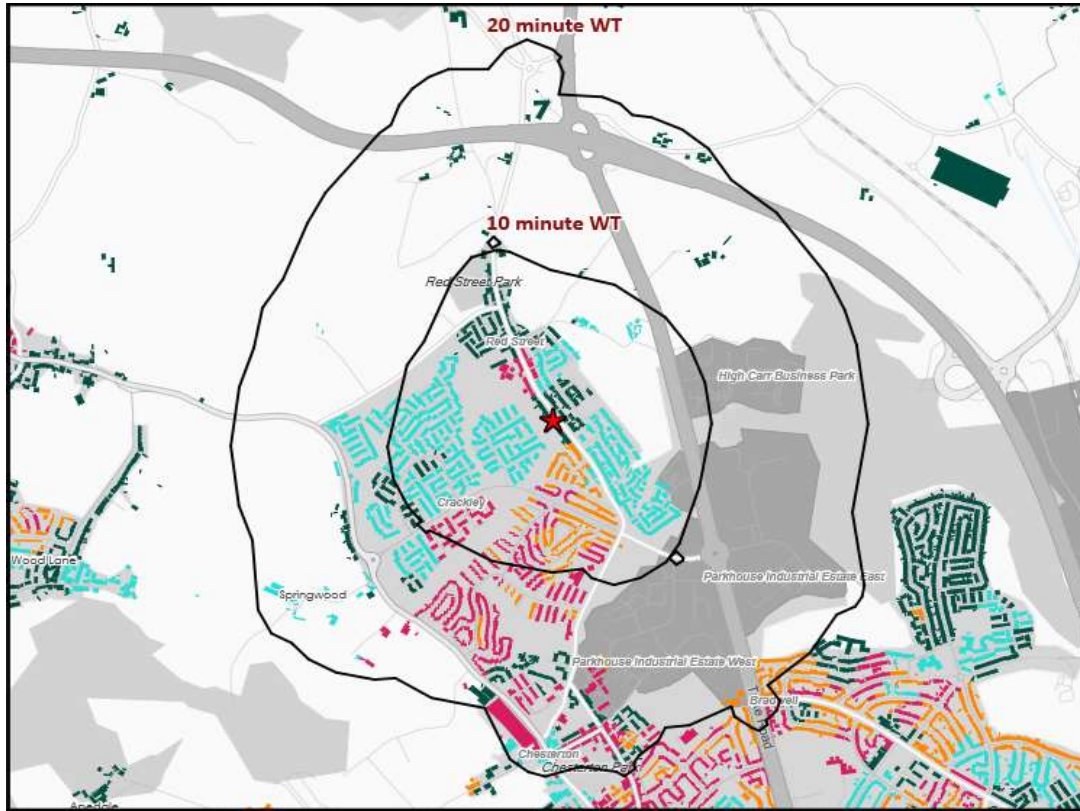 20 minute WT
10 minute WT
Red Street Park
Red Street
High Carr Business Park
Crackley
Wood Lane
Springwood
Parkhouse Industrial Estate East
Parkhouse Industrial Estate West
Bradwell
Chesterton
Chesterton Park
Apedale